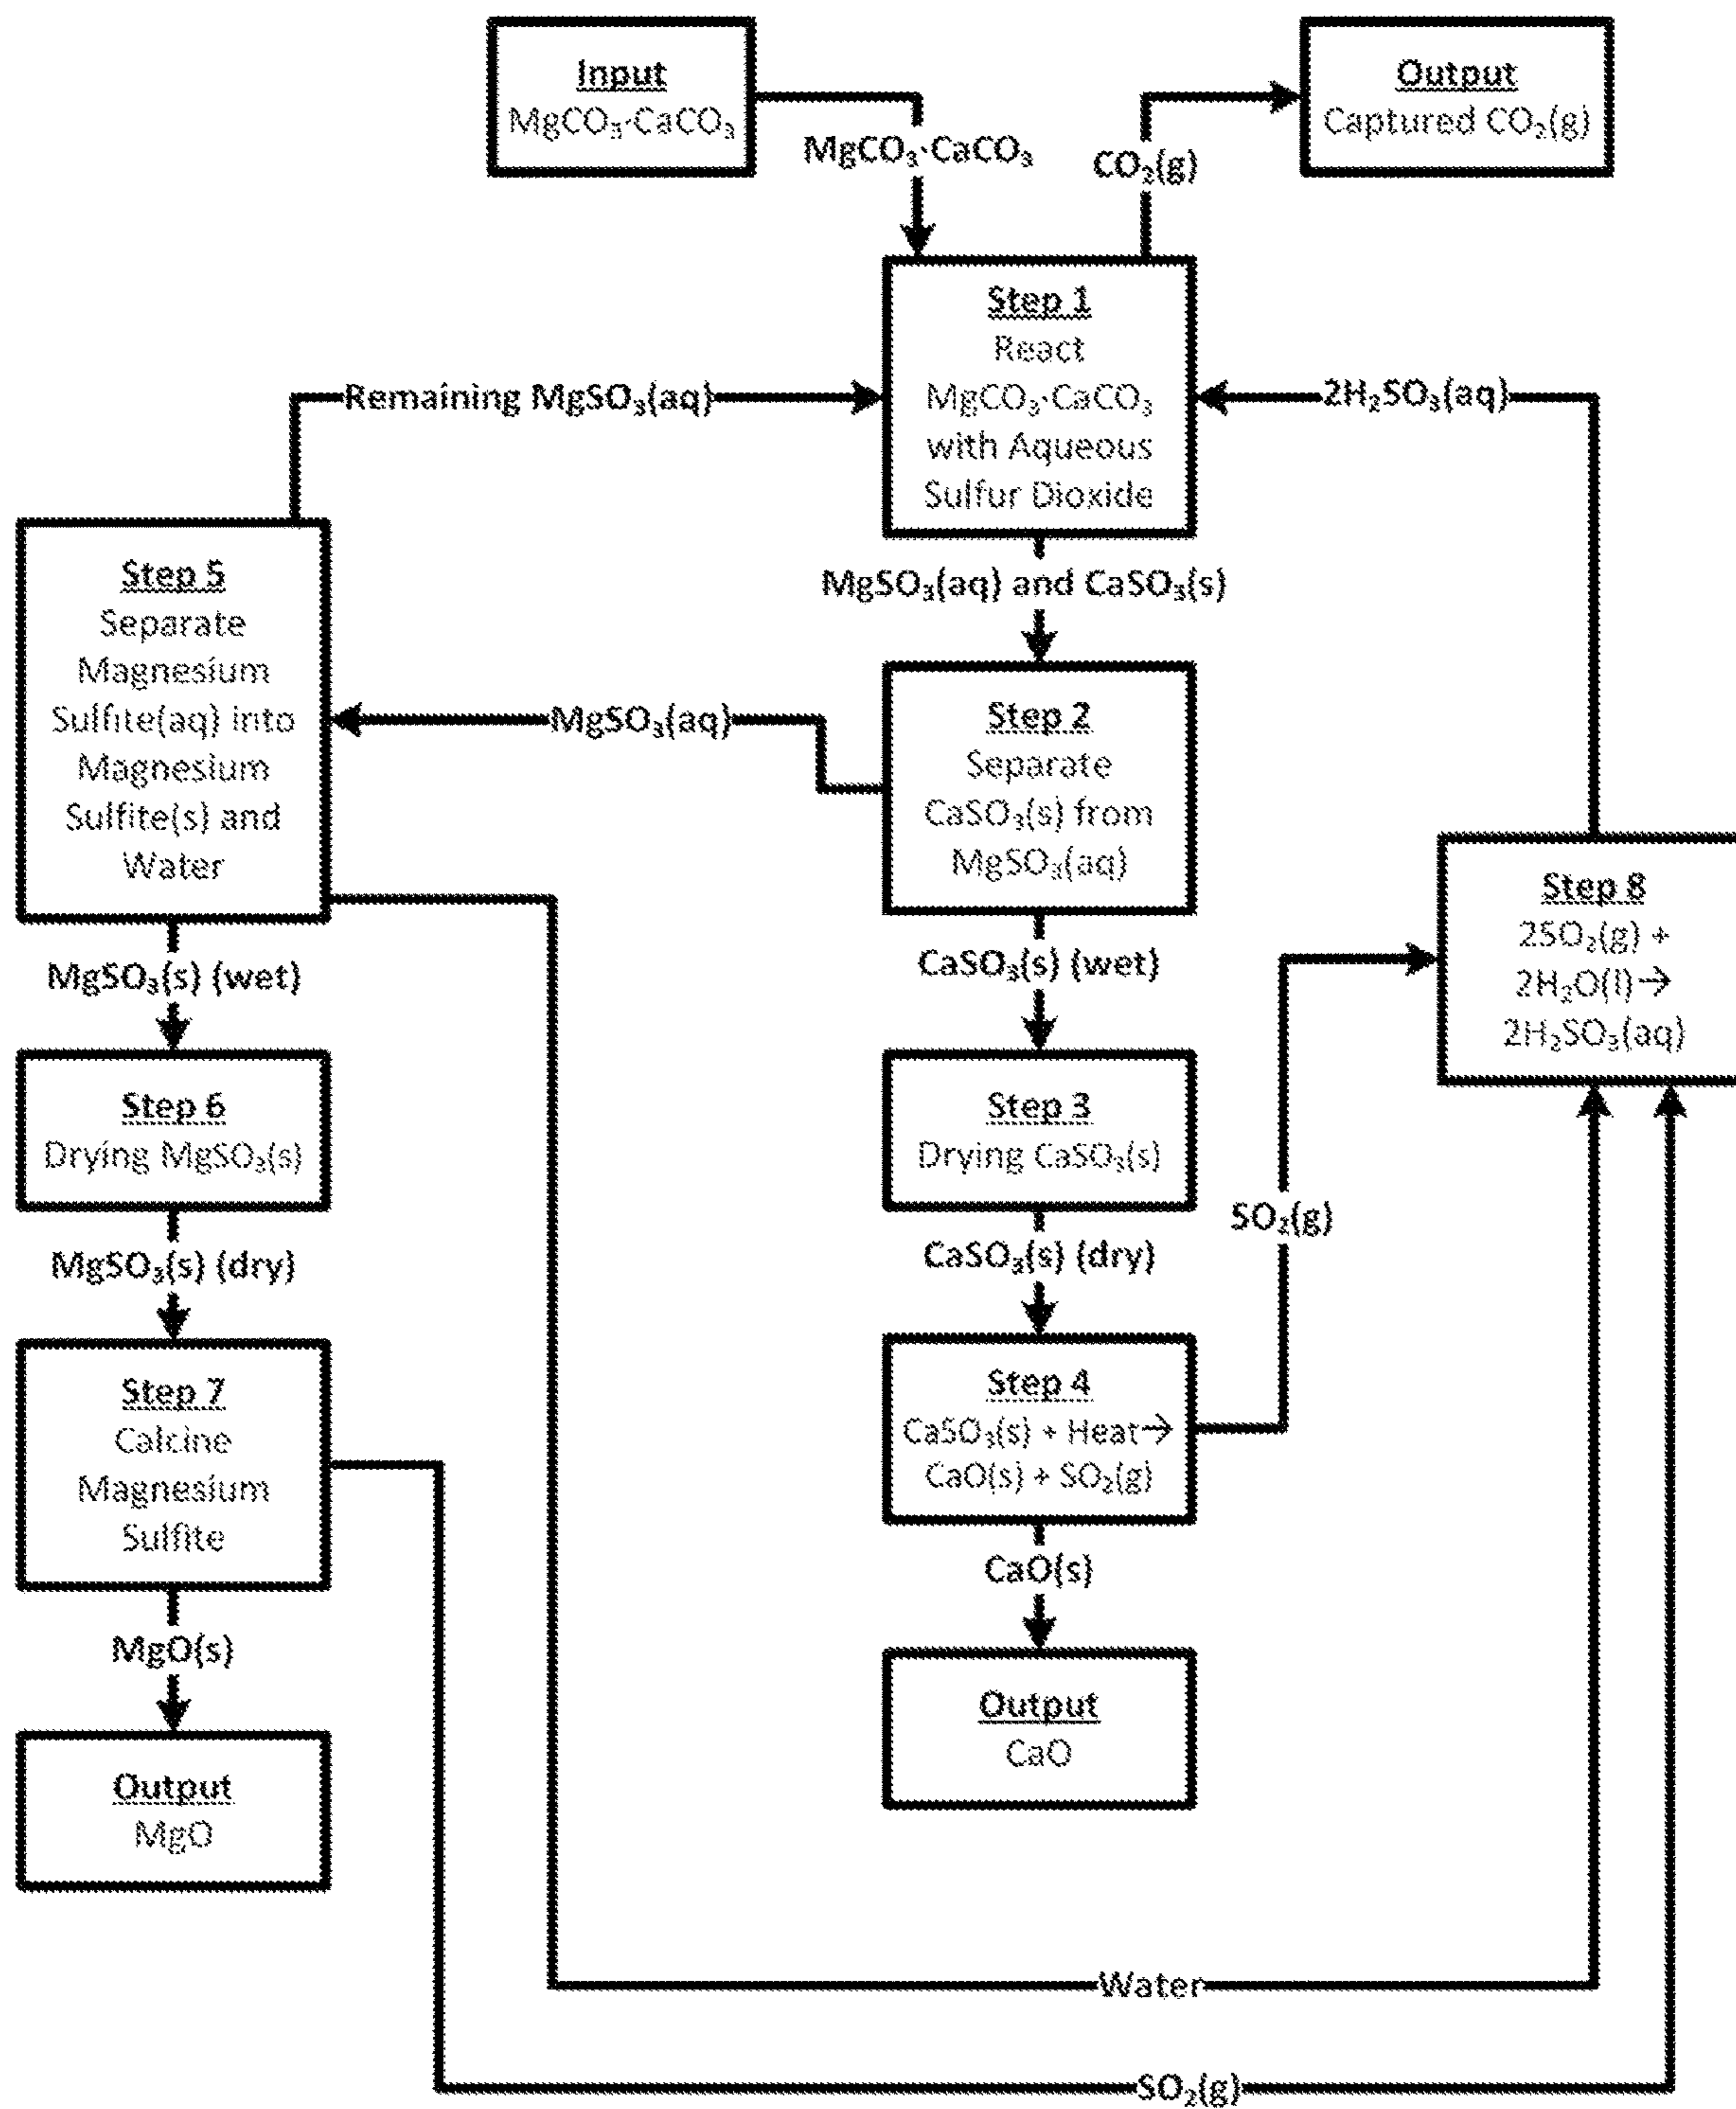 Input
MgCO₃·CaCO₃
Output
Captured CO₂(g)
MgCO₃·CaCO₃
CO₂(g)
Step 1
React
MgCO₃·CaCO₃
with Aqueous
Sulfur Dioxide
Remaining MgSO₃(aq)
2H₂SO₃(aq)
MgSO₃(aq) and CaSO₃(s)
Step 5
Separate
Magnesium
Sulfite(aq) into
Magnesium
Sulfite(s) and
Water
MgSO₃(aq)
Step 2
Separate
CaSO₃(s) from
MgSO₃(aq)
Step 8
2SO₂(g) +
2H₂O(l)→
2H₂SO₃(aq)
MgSO₃(s) (wet)
CaSO₃(s) (wet)
Step 6
Drying MgSO₃(s)
Step 3
Drying CaSO₃(s)
SO₂(g)
MgSO₃(s) (dry)
CaSO₃(s) (dry)
Step 7
Calcine
Magnesium
Sulfite
Step 4
CaSO₃(s) + Heat→
CaO(s) + SO₂(g)
CaO(s)
MgO(s)
Output
CaO
Output
MgO
Water
SO₂(g)